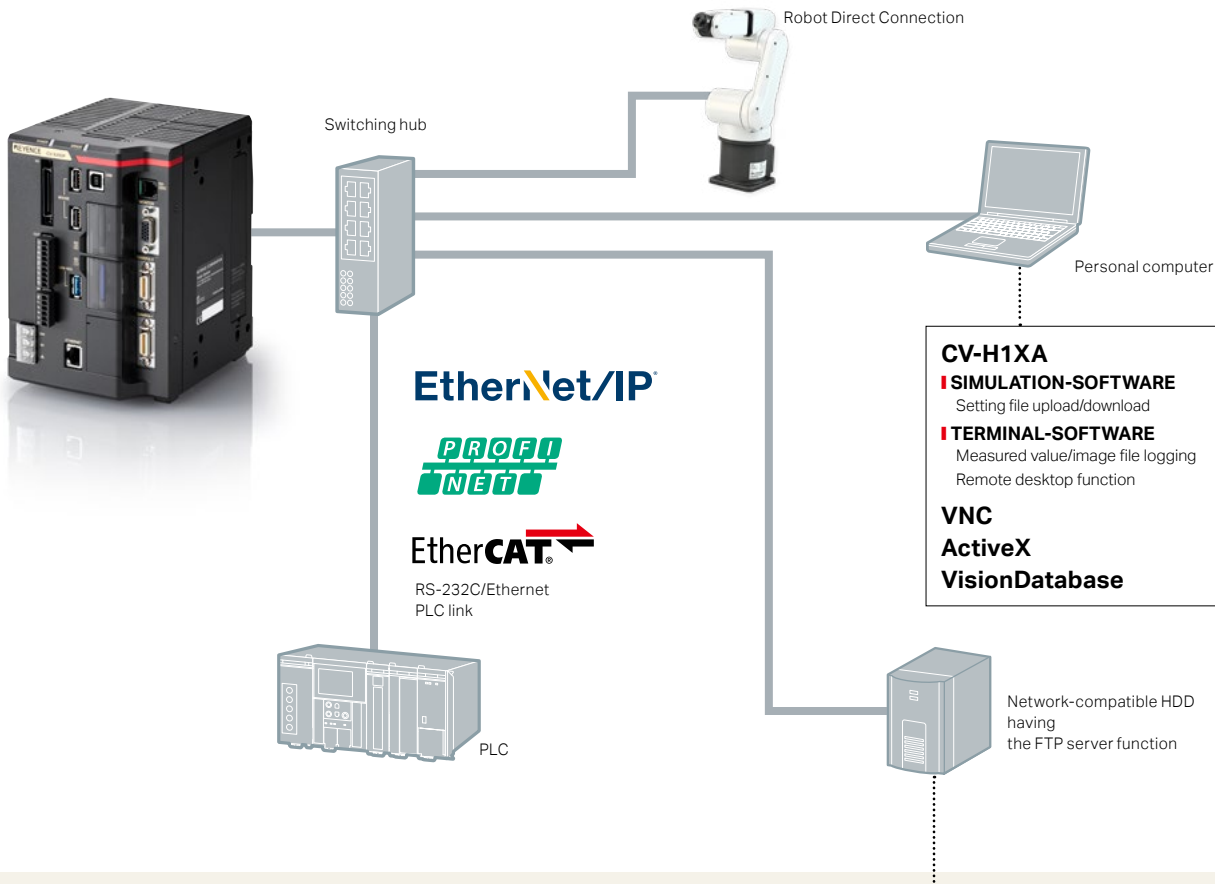 Robot Direct Connection
Switching hub
KEYENCE
Personal computer
CV-H1XA
SIMULATION-SOFTWARE
Setting file upload/download
TERMINAL-SOFTWARE
Measured value/image file logging
Remote desktop function
VNC
ActiveX
VisionDatabase
EtherNet/IP
PROFI
NET
EtherCAT®
RS-232C/Ethernet
PLC link
PLC
Network-compatible HDD
having
the FTP server function